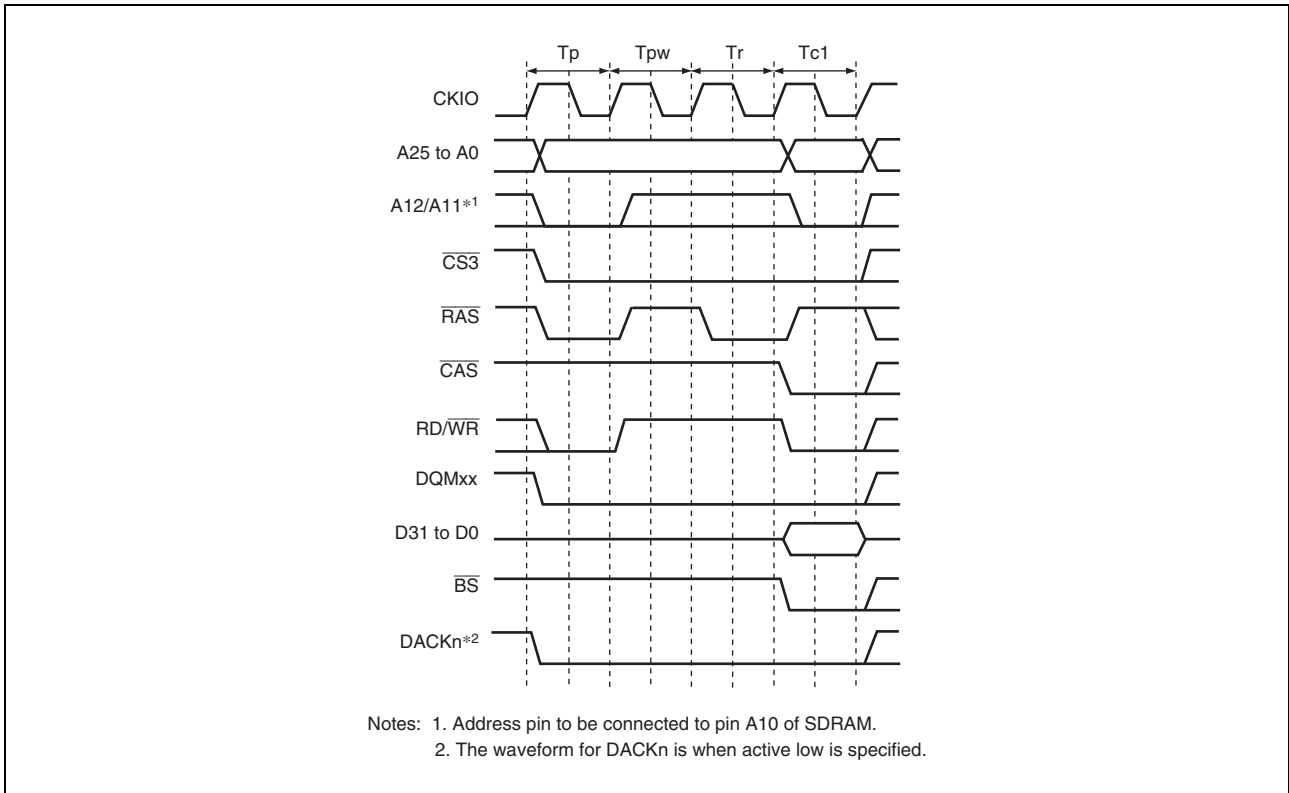 Tp Tpw Tr Tc1
CKIO
A25 to A0
A12/A11*1
CS3
RAS
CAS
RD/WR
DQMxx
D31 to D0
BS
DACKn*2
Notes: 1. Address pin to be connected to pin A10 of SDRAM.
2. The waveform for DACKn is when active low is specified.